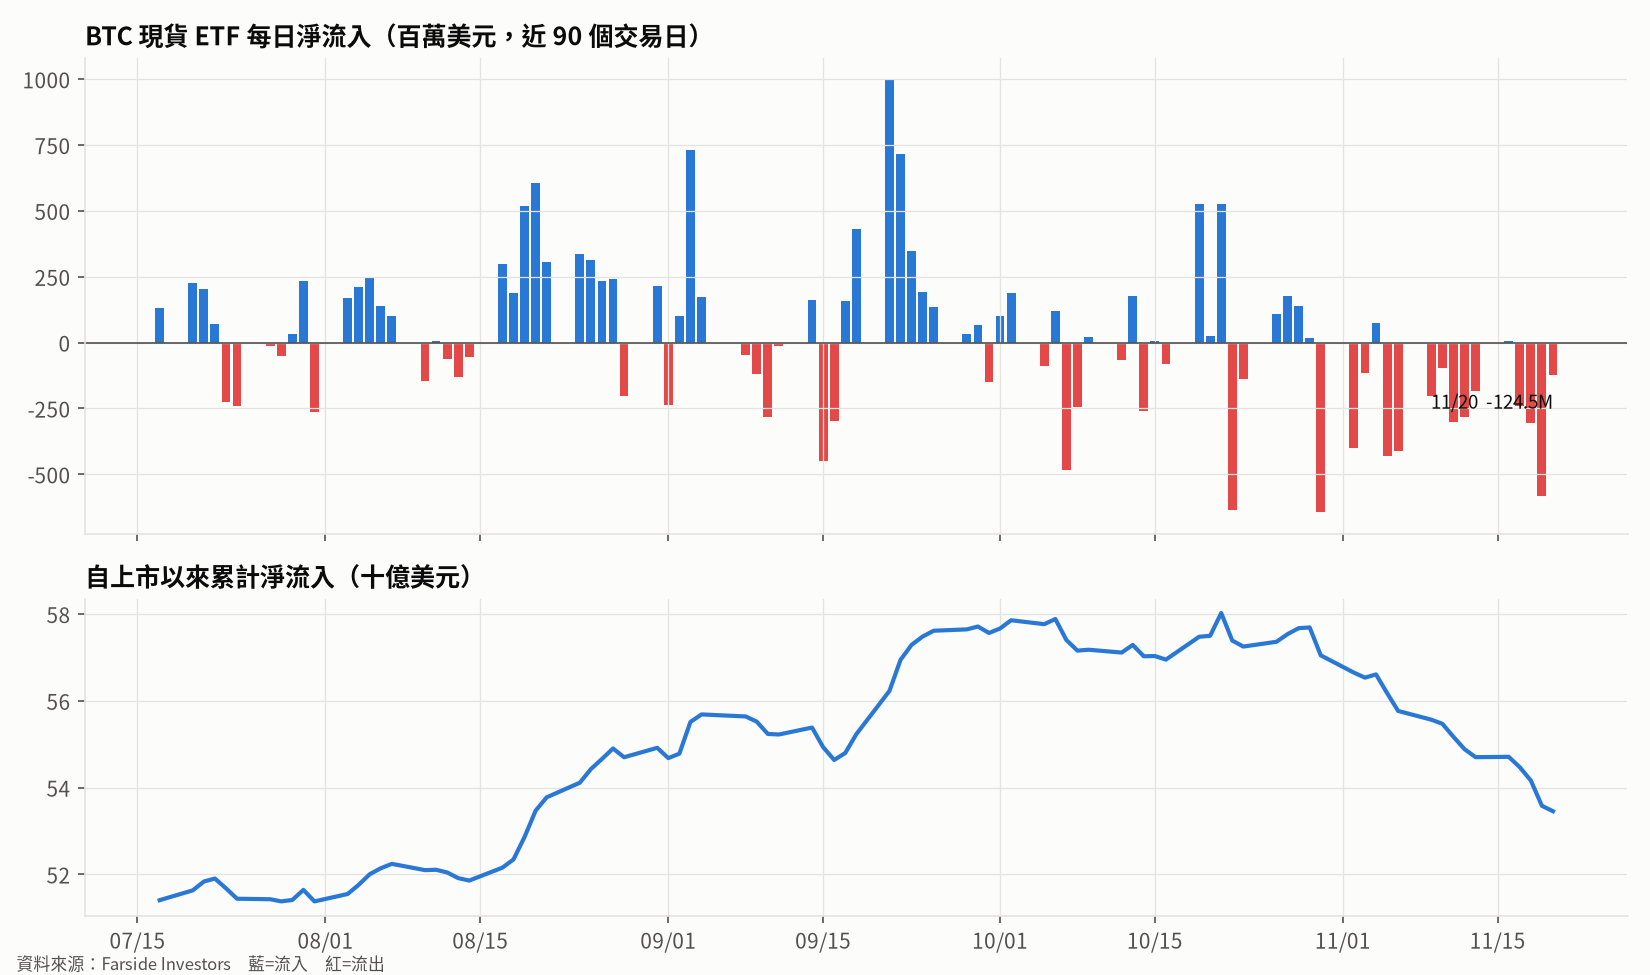 BTC 現貨 ETF 每日淨流入（百萬美元，近 90 個交易日）
1000
750
500
250
0
-250
-500
11/20 -124.5M
自上市以來累計淨流入（十億美元）
58
56
54
52
07/15 08/01 08/15 09/01 09/15 10/01 10/15 11/01 11/15
資料來源：Farside Investors 藍=流入 紅=流出